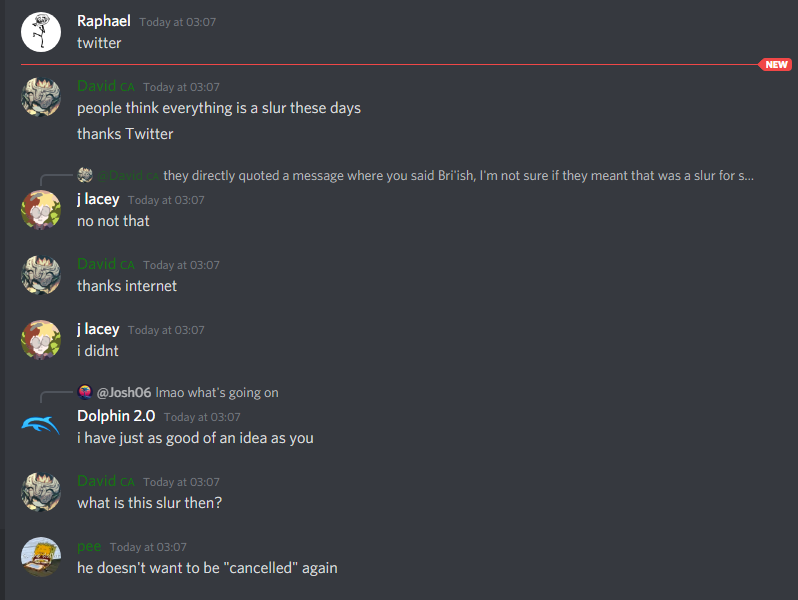 Raphael Today at 03:07
twitter
NEW
David CA Today at 03:07
people think everything is a slur these days
thanks Twitter
@David CA they directly quoted a message where you said Bri'ish, I'm not sure if they meant that was a slur for s...
j lacey Today at 03:07
no not that
David CA Today at 03:07
thanks internet
j lacey Today at 03:07
i didnt
@Josh06 lmao what's going on
Dolphin 2.0 Today at 03:07
i have just as good of an idea as you
David CA Today at 03:07
what is this slur then?
pee Today at 03:07
he doesn't want to be "cancelled" again